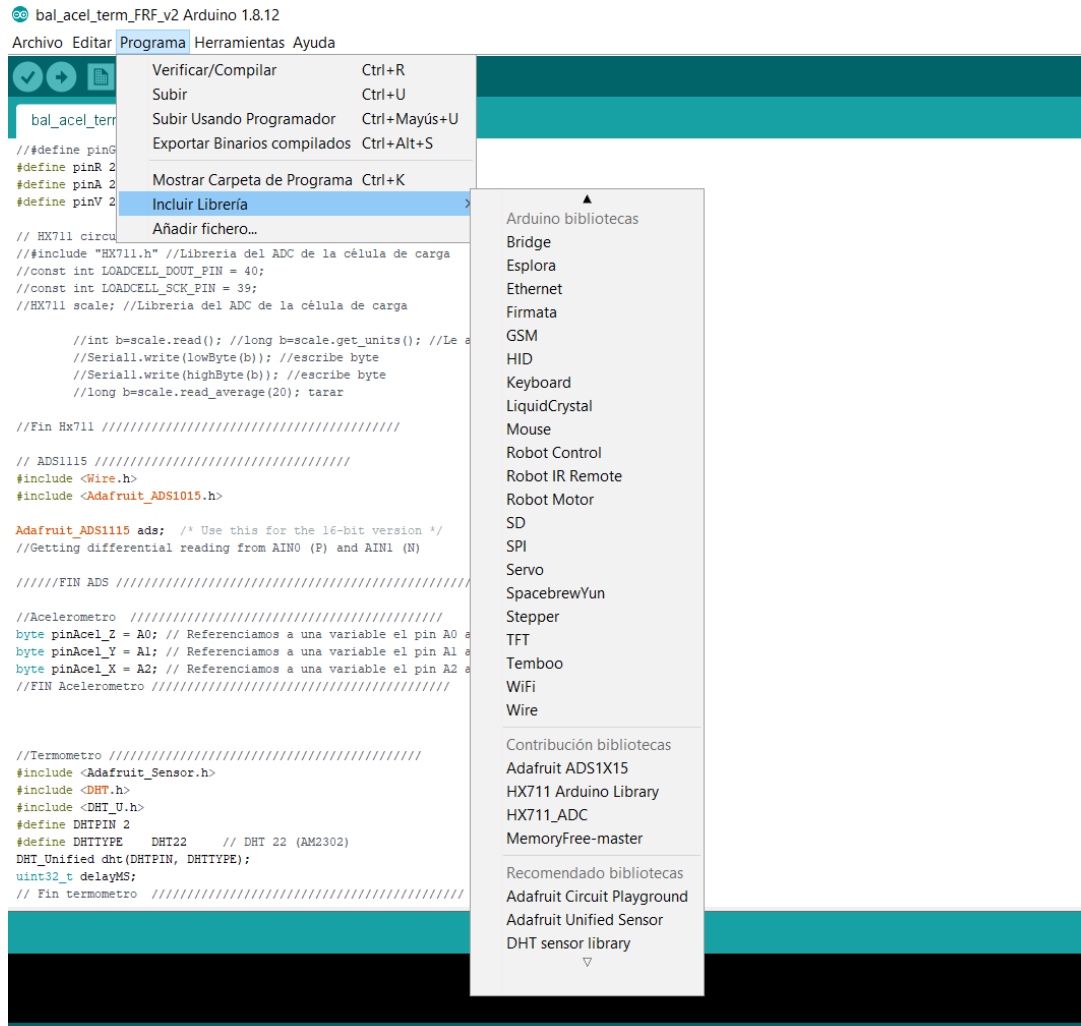 bal_acel_term_FRF_v2 Arduino 1.8.12
Archivo Editar Programa Herramientas Ayuda
Verificar/Compilar Ctrl+R
Subir Ctrl+U
Subir Usando Programador Ctrl+Mayús+U
Exportar Binarios compilados Ctrl+Alt+S
Mostrar Carpeta de Programa Ctrl+K
Incluir Librería
Añadir fichero...
bal_acel_terr
//#define pinG
#define pinR 2
#define pinA 2
#define pinV 2
// HX711 circu
//#include "HX711.h" //Libreria del ADC de la célula de carga
//const int LOADCELL_DOUT_PIN = 40;
//const int LOADCELL_SCK_PIN = 39;
//HX711 scale; //Libreria del ADC de la célula de carga
//int b=scale.read(); //long b=scale.get_units(); //Le a
//Serial1.write(lowByte(b)); //escribe byte
//Serial1.write(highByte(b)); //escribe byte
//long b=scale.read_average(20); tarar
//Fin Hx711 //////////////////////////////////////////
// ADS1115 ////////////////////////////////////
#include <Wire.h>
#include <Adafruit_ADS1015.h>
Adafruit_ADS1115 ads; /* Use this for the 16-bit version */
//Getting differential reading from AIN0 (P) and AIN1 (N)
//////FIN ADS //////////////////////////////////////////////////
//Acelerometro ////////////////////////////////////////////
byte pinAcel_Z = A0; // Referenciamos a una variable el pin A0 a
byte pinAcel_Y = A1; // Referenciamos a una variable el pin A1 a
byte pinAcel_X = A2; // Referenciamos a una variable el pin A2 a
//FIN Acelerometro //////////////////////////////////////////
//Termometro ////////////////////////////////////////////
#include <Adafruit_Sensor.h>
#include <DHT.h>
#include <DHT_U.h>
#define DHTPIN 2
#define DHTTYPE DHT22 // DHT 22 (AM2302)
DHT_Unified dht(DHTPIN, DHTTYPE);
uint32_t delayMS;
// Fin termometro ////////////////////////////////////////////
Arduino bibliotecas
Bridge
Esplora
Ethernet
Firmata
GSM
HID
Keyboard
LiquidCrystal
Mouse
Robot Control
Robot IR Remote
Robot Motor
SD
SPI
Servo
SpacebrewYun
Stepper
TFT
Temboo
WiFi
Wire
Contribución bibliotecas
Adafruit ADS1X15
HX711 Arduino Library
HX711_ADC
MemoryFree-master
Recomendado bibliotecas
Adafruit Circuit Playground
Adafruit Unified Sensor
DHT sensor library